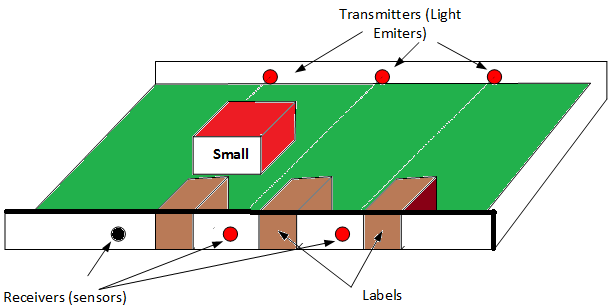 Transmitters (Light
Emiters)
Small
Receivers (sensors)
Labels